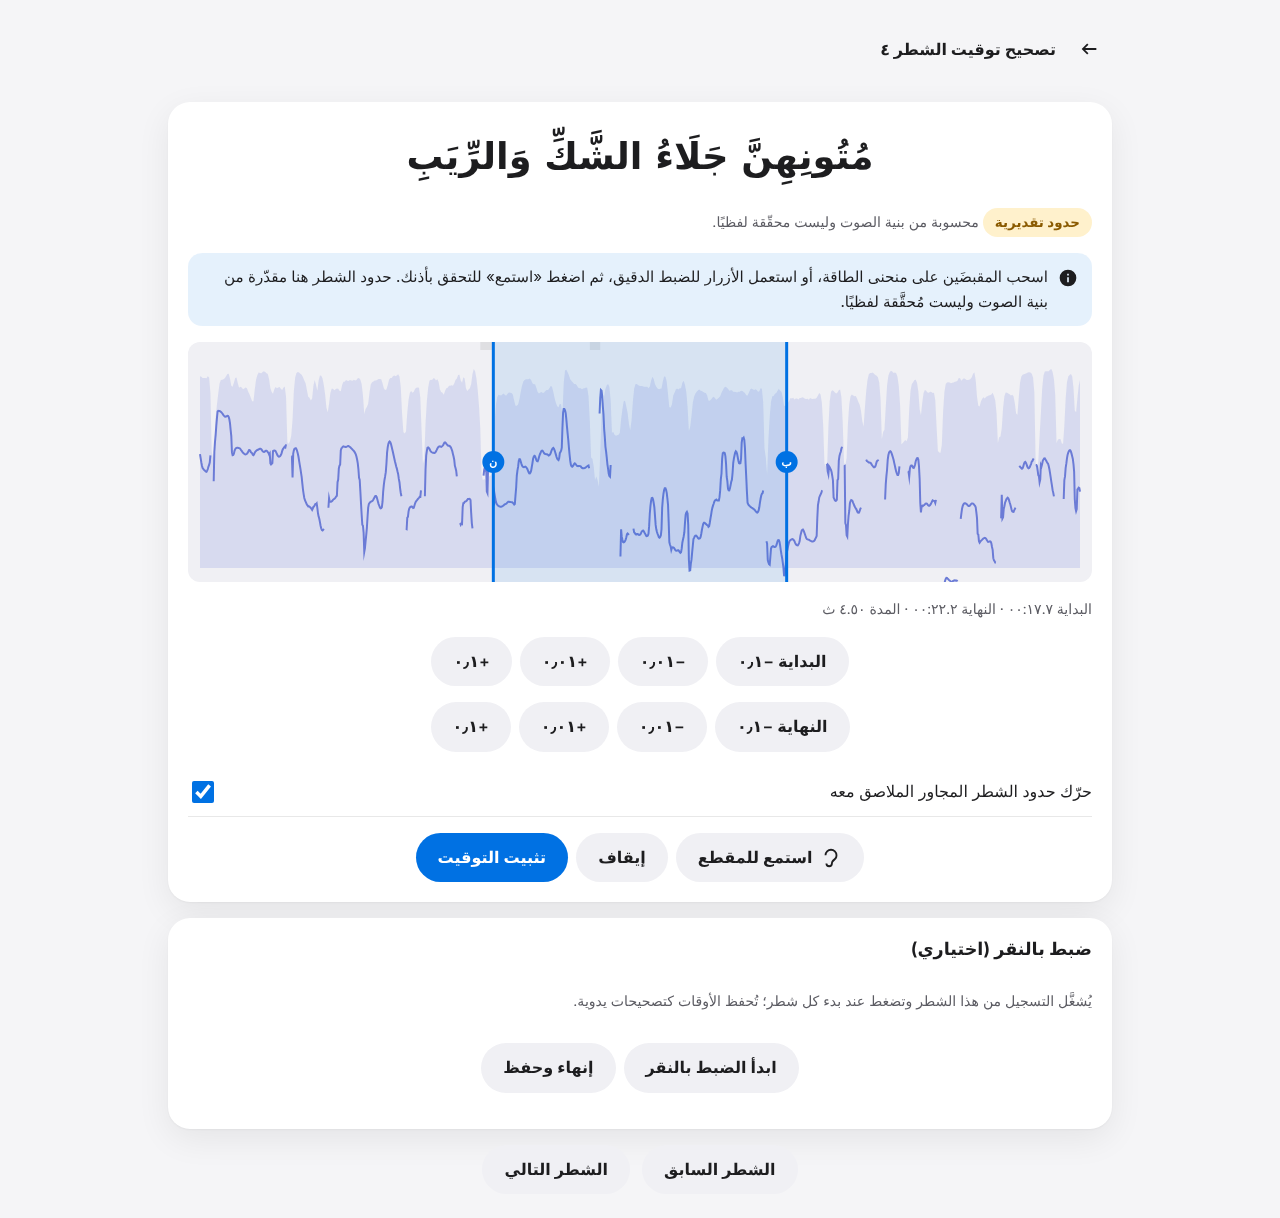 تصحيح توقيت الشطر ٤
مُتُونِهِنَّ جَلَاءُ الشَّكِّ وَالرِّيَبِ
حدود تقديرية محسوبة من بنية الصوت وليست محقّقة لفظيًا.
اسحب المقبضَين على منحنى الطاقة، أو استعمل الأزرار للضبط الدقيق، ثم اضغط «استمع» للتحقق بأذنك. حدود الشطر هنا مقدّرة من
بنية الصوت وليست مُحقَّقة لفظيًا.
ب ن
البداية ٠٠:١٧.٧ · النهاية ٠٠:٢٢.٢ · المدة ٤.٥٠ ث
البداية −٠٫١ −٠٫٠١ +٠٫٠١ +٠٫١
النهاية −٠٫١ −٠٫٠١ +٠٫٠١ +٠٫١
حرّك حدود الشطر المجاور الملاصق معه
استمع للمقطع إيقاف تثبيت التوقيت
ضبط بالنقر (اختياري)
يُشغَّل التسجيل من هذا الشطر وتضغط عند بدء كل شطر؛ تُحفظ الأوقات كتصحيحات يدوية.
ابدأ الضبط بالنقر إنهاء وحفظ
الشطر السابق الشطر التالي